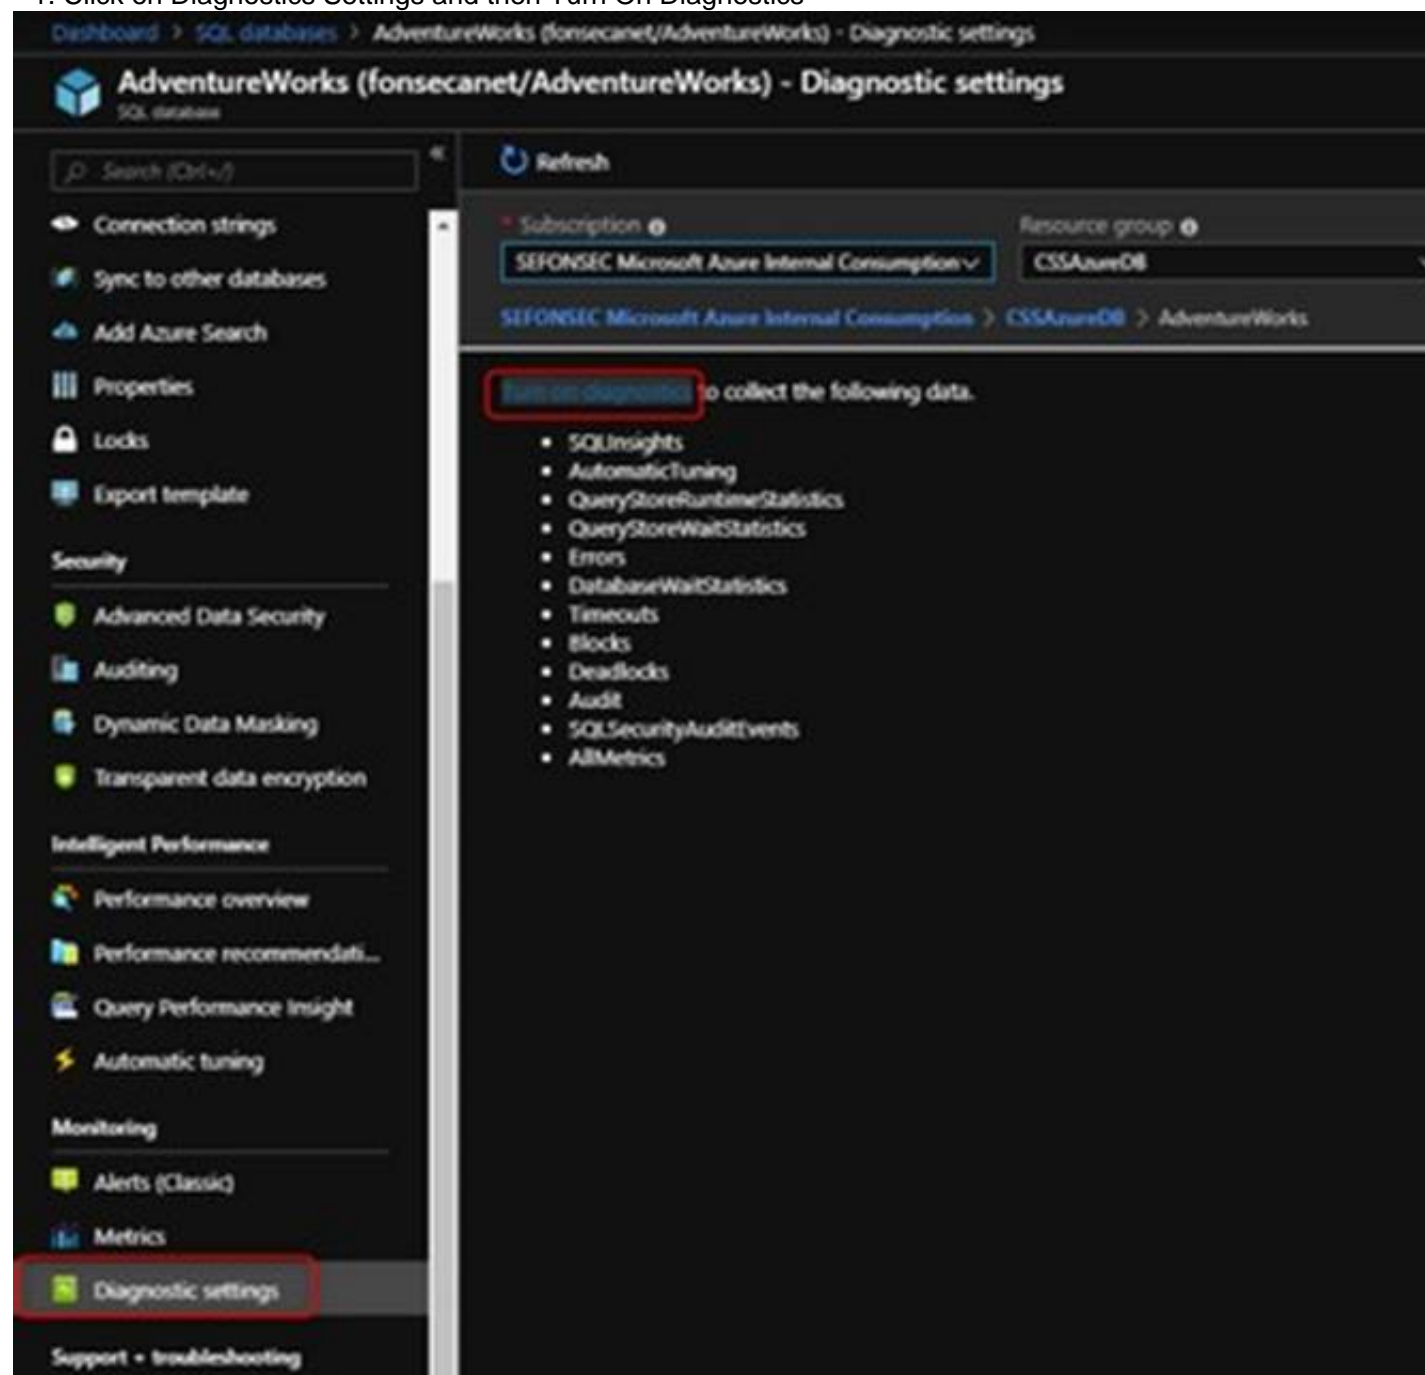 1. Click on Diagnostics Settings and then Turn On Diagnostics
Dashboard > SQL databases > AdventureWorks (fonsecanet/AdventureWorks) - Diagnostic settings
AdventureWorks (fonsecanet/AdventureWorks) - Diagnostic settings
SQL database
Search (Ctrl+/)
«
Refresh
Connection strings
Sync to other databases
Add Azure Search
Properties
Locks
Export template
Security
Advanced Data Security
Auditing
Dynamic Data Masking
Transparent data encryption
Intelligent Performance
Performance overview
Performance recommendati...
Query Performance Insight
Automatic tuning
Monitoring
Alerts (Classic)
Metrics
Diagnostic settings
Support + troubleshooting
* Subscription
Resource group
SEFONSEC Microsoft Azure Internal Consumption
CSSAzureDB
SEFONSEC Microsoft Azure Internal Consumption > CSSAzureDB > AdventureWorks
Turn on diagnostics to collect the following data.
• SQLInsights
• AutomaticTuning
• QueryStoreRuntimeStatistics
• QueryStoreWaitStatistics
• Errors
• DatabaseWaitStatistics
• Timeouts
• Blocks
• Deadlocks
• Audit
• SQLSecurityAuditEvents
• AllMetrics